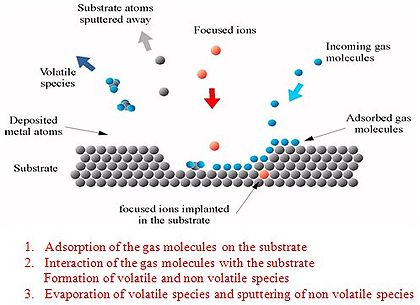 Substrate atoms
sputtered away
Focused ions
Incoming gas
molecules
Volatile
species
Deposited
metal atoms
Adsorbed gas
molecules
Substrate
focused ions implanted
in the substrate
1. Adsorption of the gas molecules on the substrate
2. Interaction of the gas molecules with the substrate
Formation of volatile and non volatile species
3. Evaporation of volatile species and sputtering of non volatile species